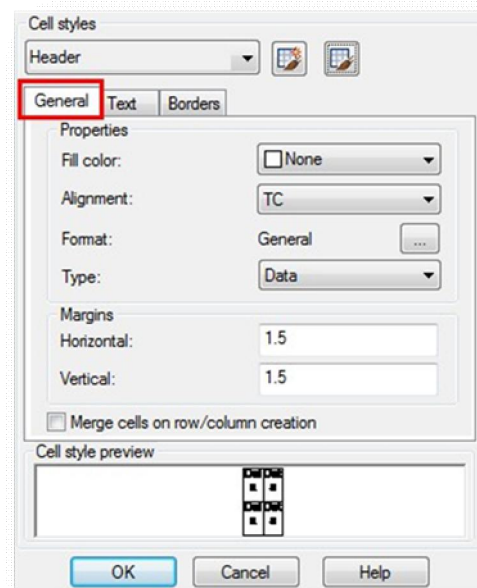 Cell styles
Header
General Text Borders
Properties
Fill color: None
Alignment: TC
Format: General ...
Type: Data
Margins
Horizontal: 1.5
Vertical: 1.5
Merge cells on row/column creation
Cell style preview
OK Cancel Help